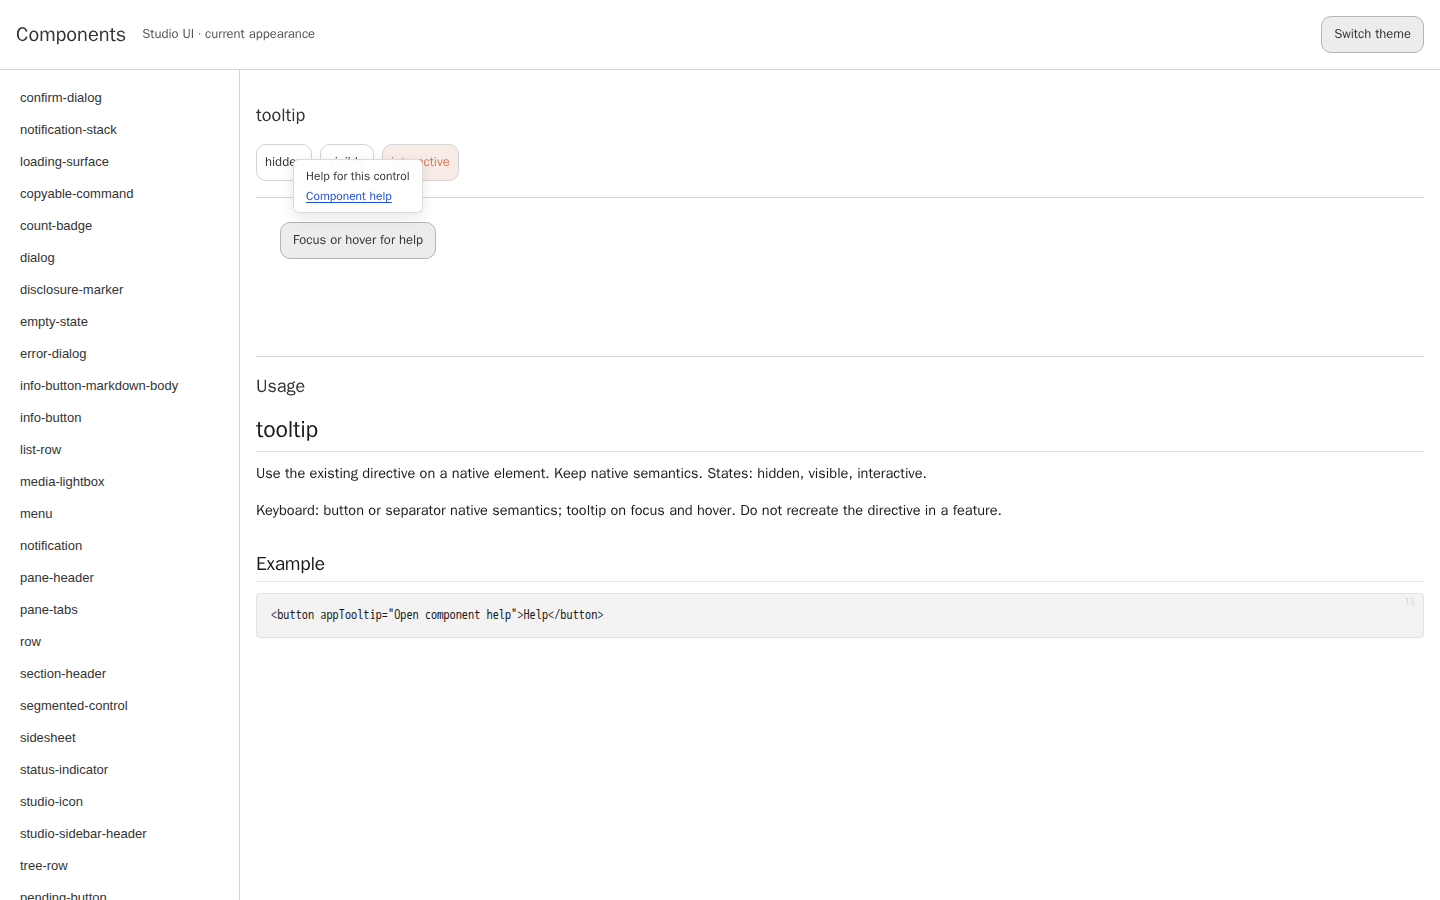 Components
Studio UI · current appearance
Switch theme
confirm-dialog
notification-stack
loading-surface
copyable-command
count-badge
dialog
disclosure-marker
empty-state
error-dialog
info-button-markdown-body
info-button
list-row
media-lightbox
menu
notification
pane-header
pane-tabs
row
section-header
segmented-control
sidesheet
status-indicator
studio-icon
studio-sidebar-header
tree-row
pending-button
tooltip
Help for this control
Component help
Focus or hover for help
Usage
tooltip
Use the existing directive on a native element. Keep native semantics. States: hidden, visible, interactive.
Keyboard: button or separator native semantics; tooltip on focus and hover. Do not recreate the directive in a feature.
Example
TS
<button appTooltip="Open component help">Help</button>